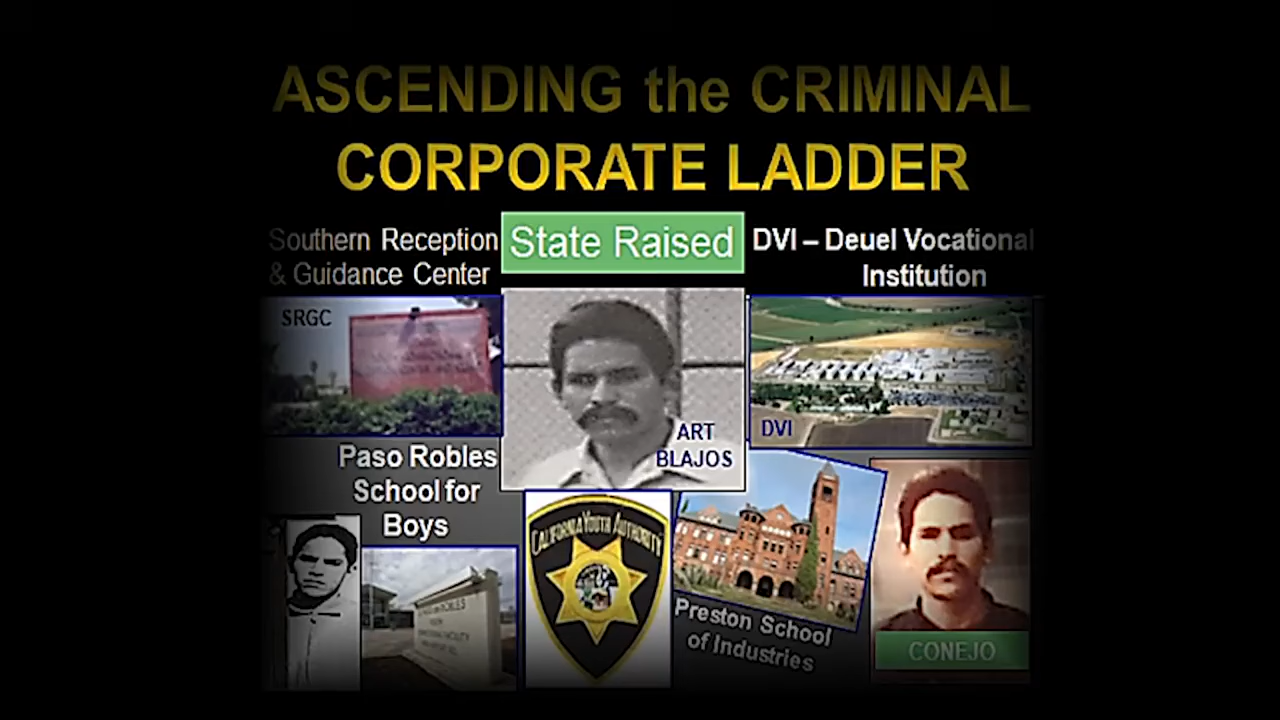 ASCENDING the CRIMINAL
CORPORATE LADDER
Southern Reception
& Guidance Center
State Raised
DVI – Deuel Vocational
Institution
SRGC
ART
BLAJOS
DVI
Paso Robles
School for
Boys
CALIFORNIA YOUTH AUTHORITY
Preston School
of Industries
CONEJO